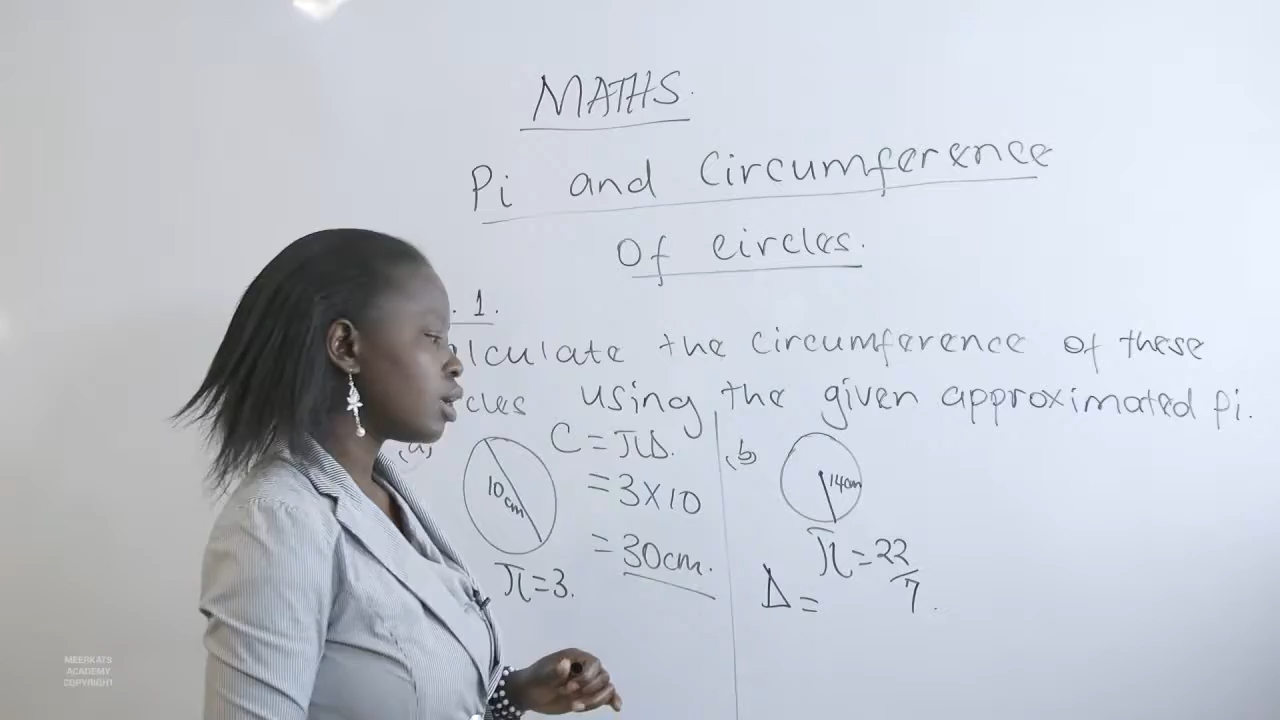 MATHS.
Pi and Circumference
Of circles.
. 1.
alculate the circumference of these
cles using the given approximated pi.
(a)
10cm
π=3.
C=πD.
=3×10
=30cm.
(b
14cm
π=22/7.
D=
MEERKATS
ACADEMY
COPYRIGHT